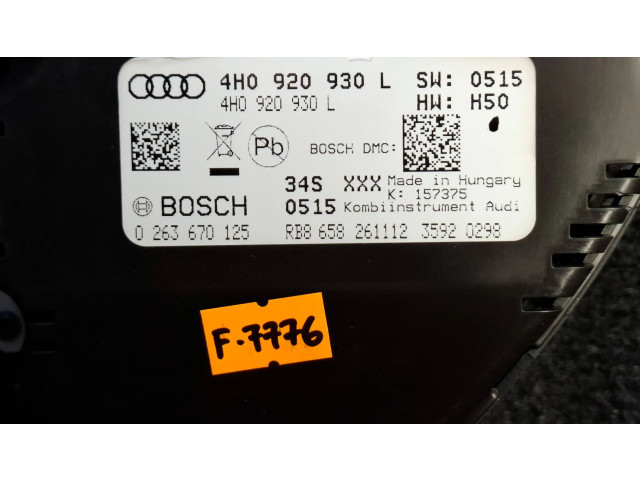 4H0 920 930 L SW: 0515
4H0 920 930 L HW: H50
Pb BOSCH DMC:
34S XXX Made in Hungary
K: 157375
BOSCH 0515 Kombiinstrument Audi
0 263 670 125 RB8 658 261112 3592 0298
F-7776